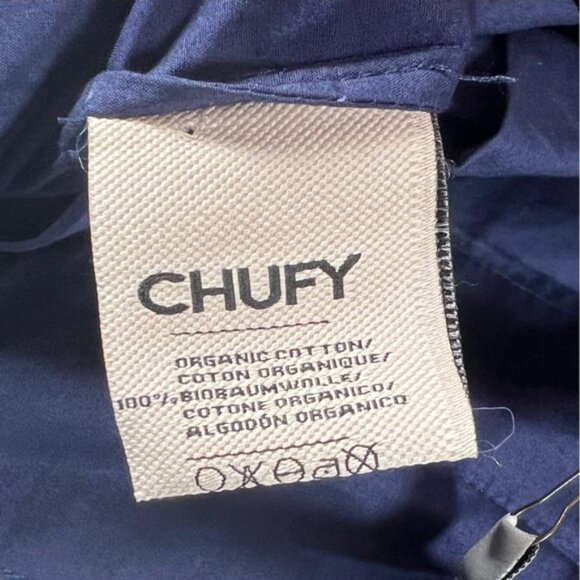 CHUFY
ORGANIC COTTON/
COTON ORGANIQUE/
100% BIOBAUMWOLLE/
COTONE ORGANICO/
ALGODÓN ORGANICO